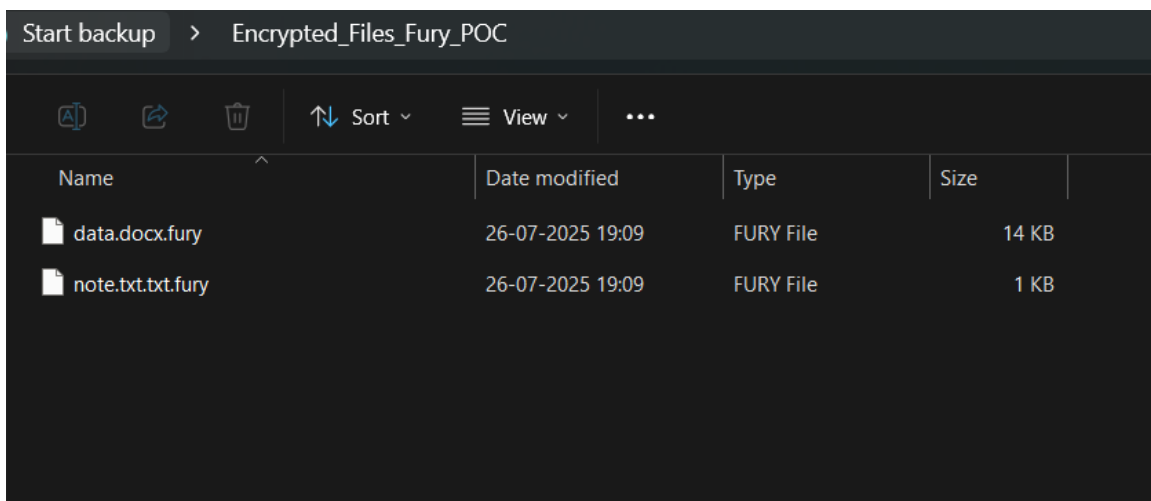 Start backup > Encrypted_Files_Fury_POC
Sort View •••
Name Date modified Type Size
data.docx.fury 26-07-2025 19:09 FURY File 14 KB
note.txt.txt.fury 26-07-2025 19:09 FURY File 1 KB